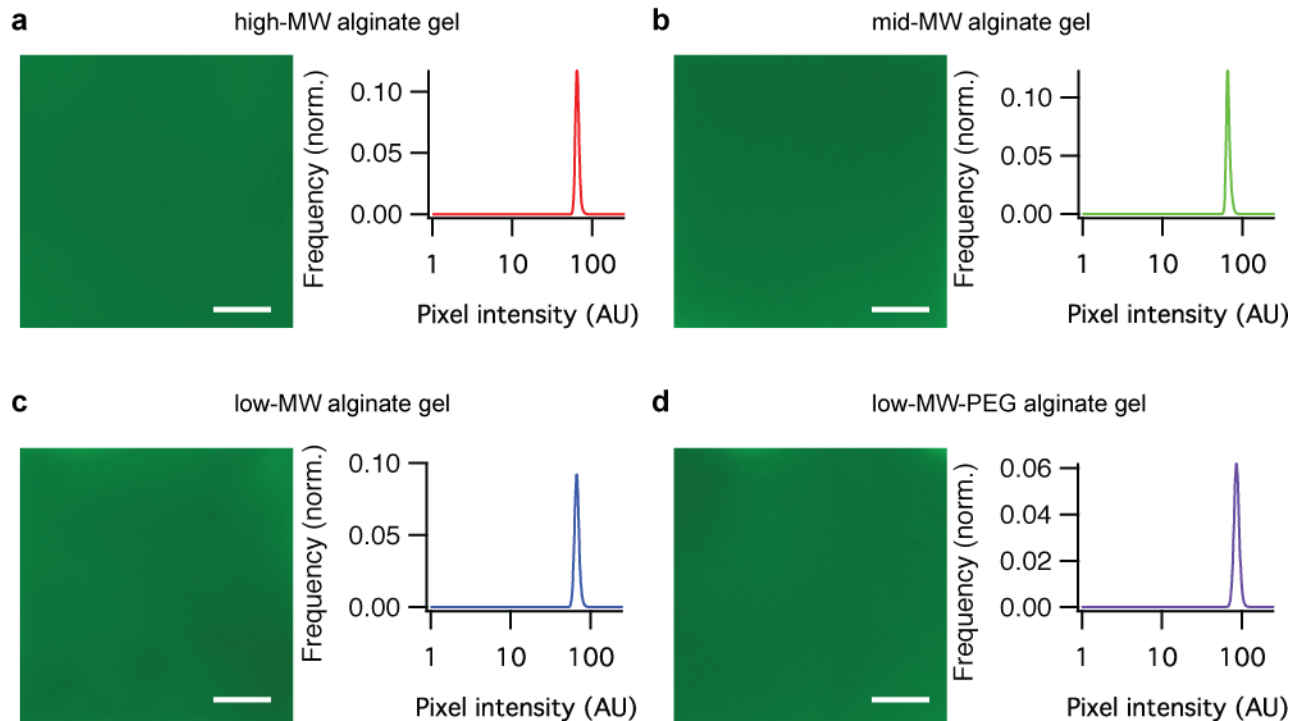 a high-MW alginate gel
Frequency (norm.)
0.10
0.05
0.00
1 10 100
Pixel intensity (AU)
b mid-MW alginate gel
Frequency (norm.)
0.10
0.05
0.00
1 10 100
Pixel intensity (AU)
c low-MW alginate gel
Frequency (norm.)
0.10
0.05
0.00
1 10 100
Pixel intensity (AU)
d low-MW-PEG alginate gel
Frequency (norm.)
0.06
0.04
0.02
0.00
1 10 100
Pixel intensity (AU)